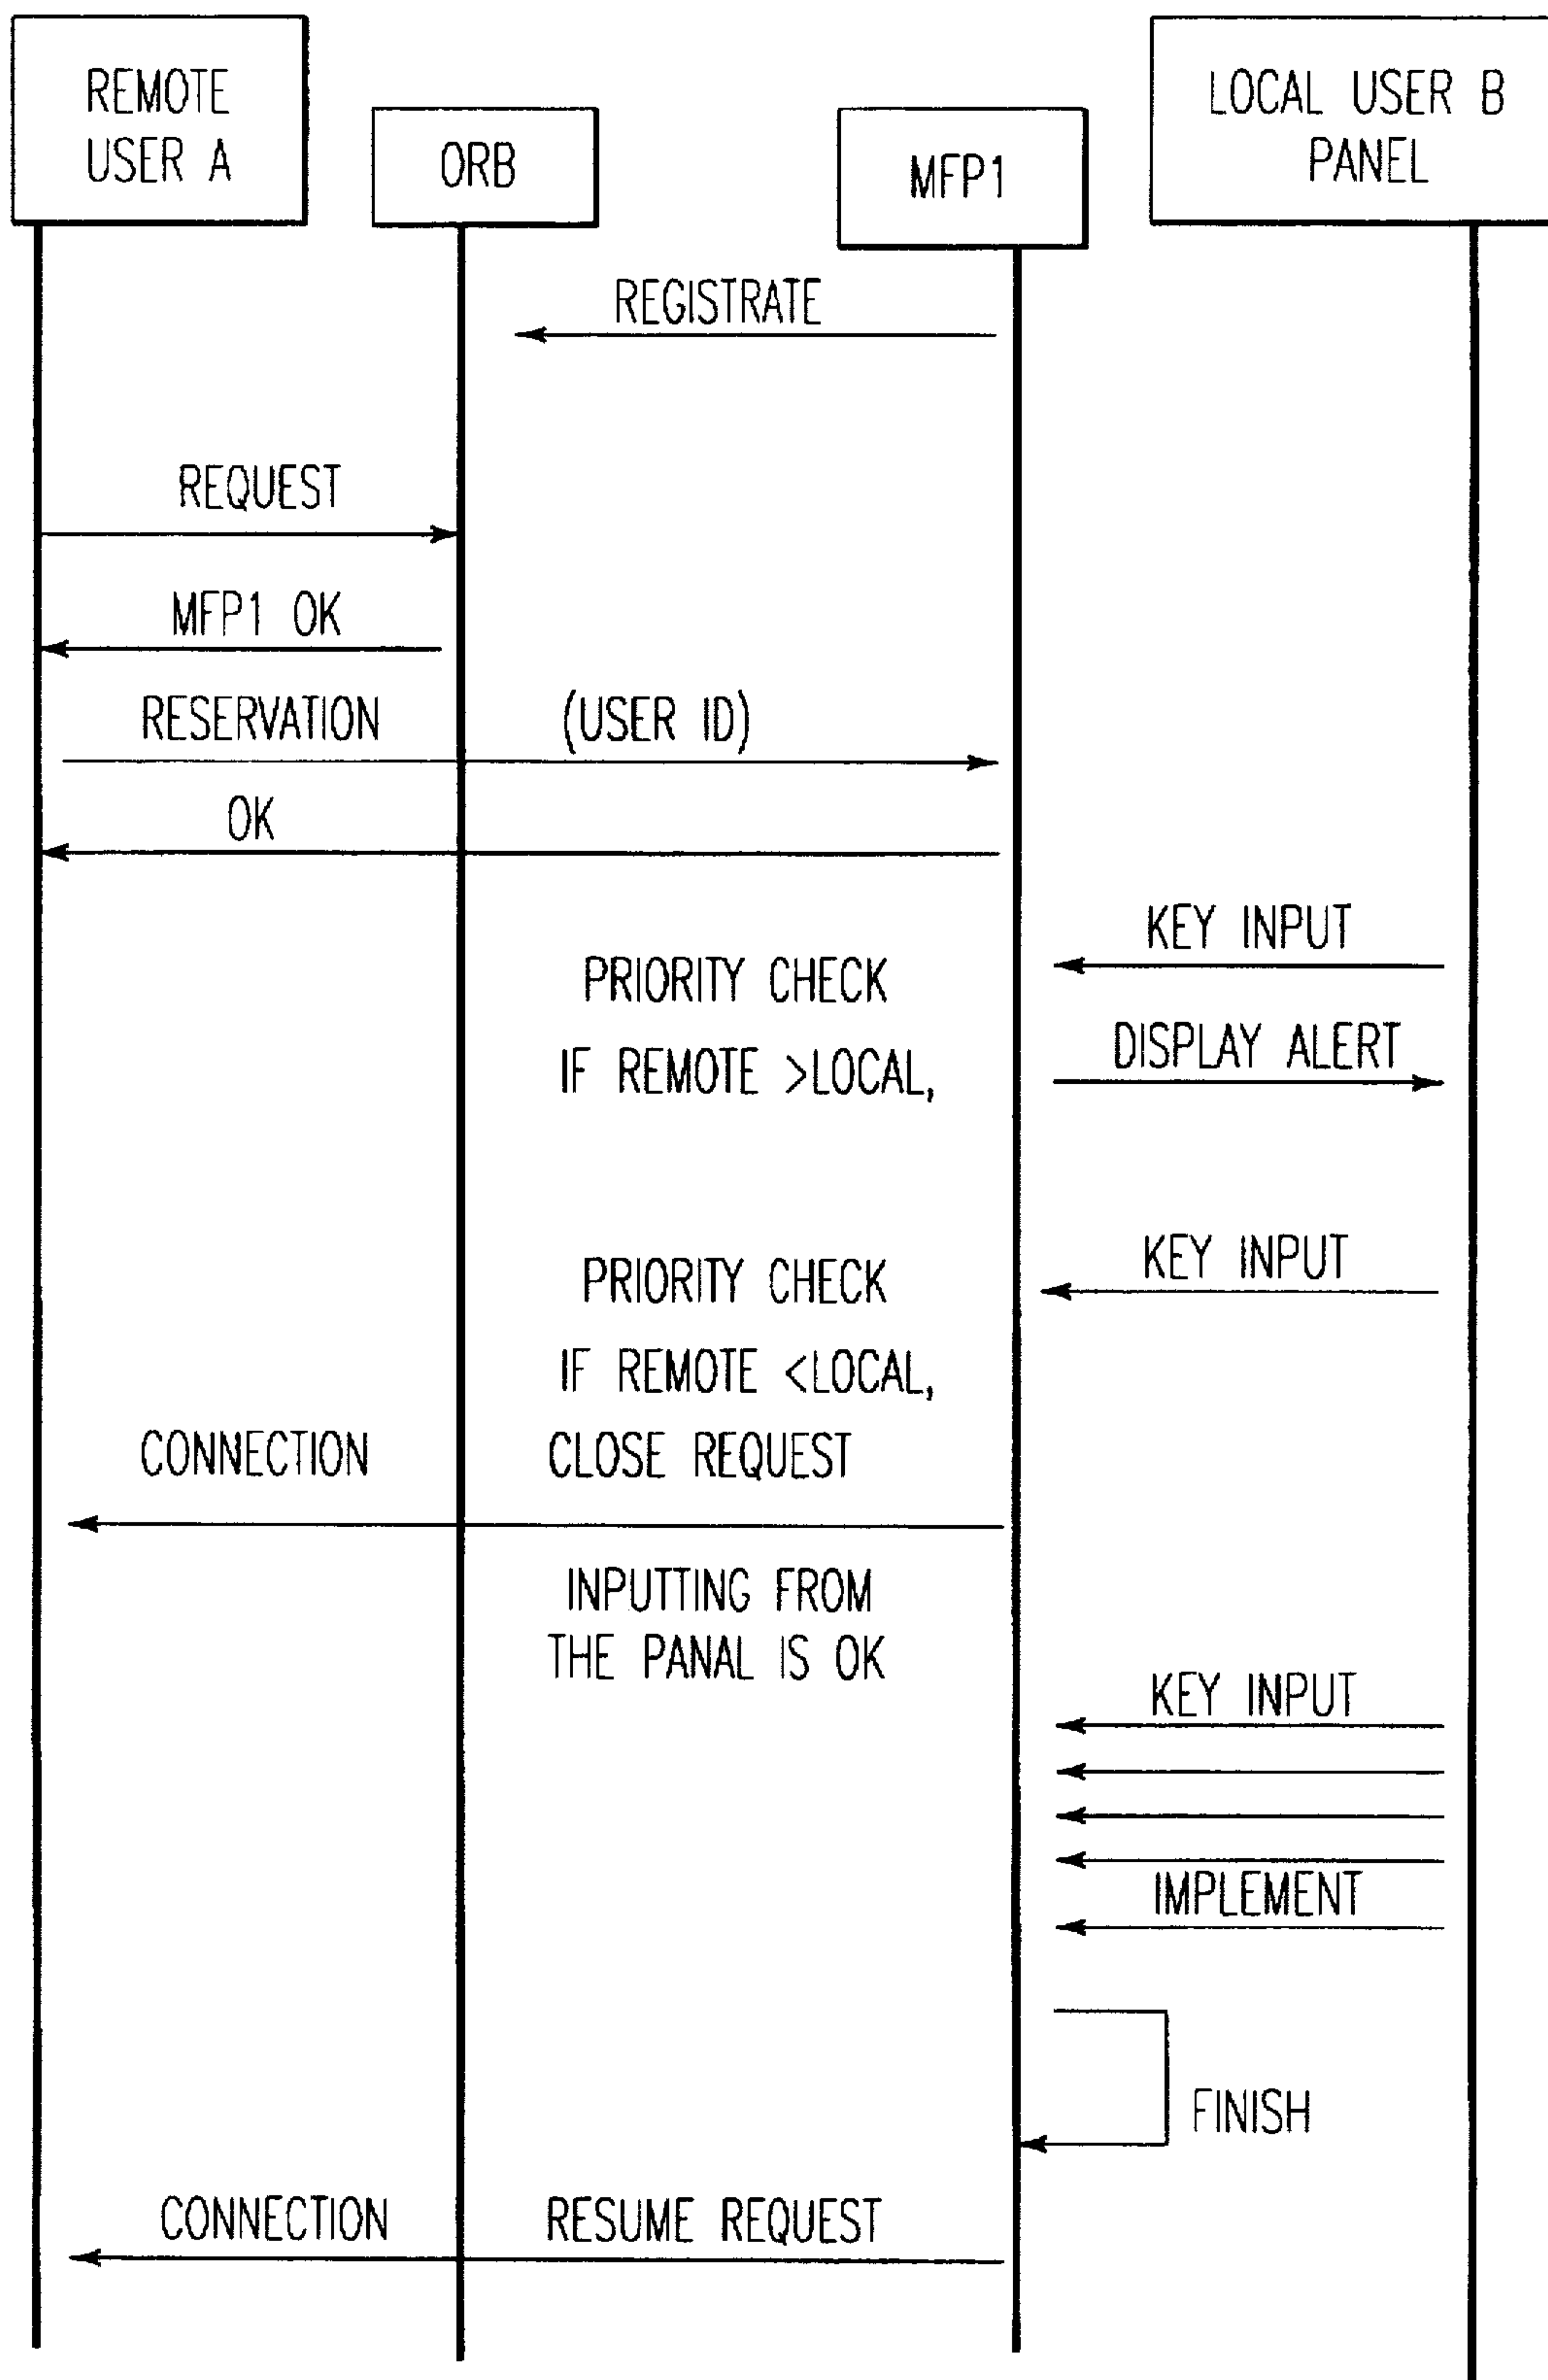 REMOTE
USER A
ORB
MFP1
LOCAL USER B
PANEL
REGISTRATE
REQUEST
MFP1 OK
RESERVATION (USER ID)
OK
KEY INPUT
PRIORITY CHECK
DISPLAY ALERT
IF REMOTE >LOCAL,
KEY INPUT
PRIORITY CHECK
IF REMOTE <LOCAL,
CONNECTION CLOSE REQUEST
INPUTTING FROM
THE PANAL IS OK
KEY INPUT
IMPLEMENT
FINISH
CONNECTION RESUME REQUEST